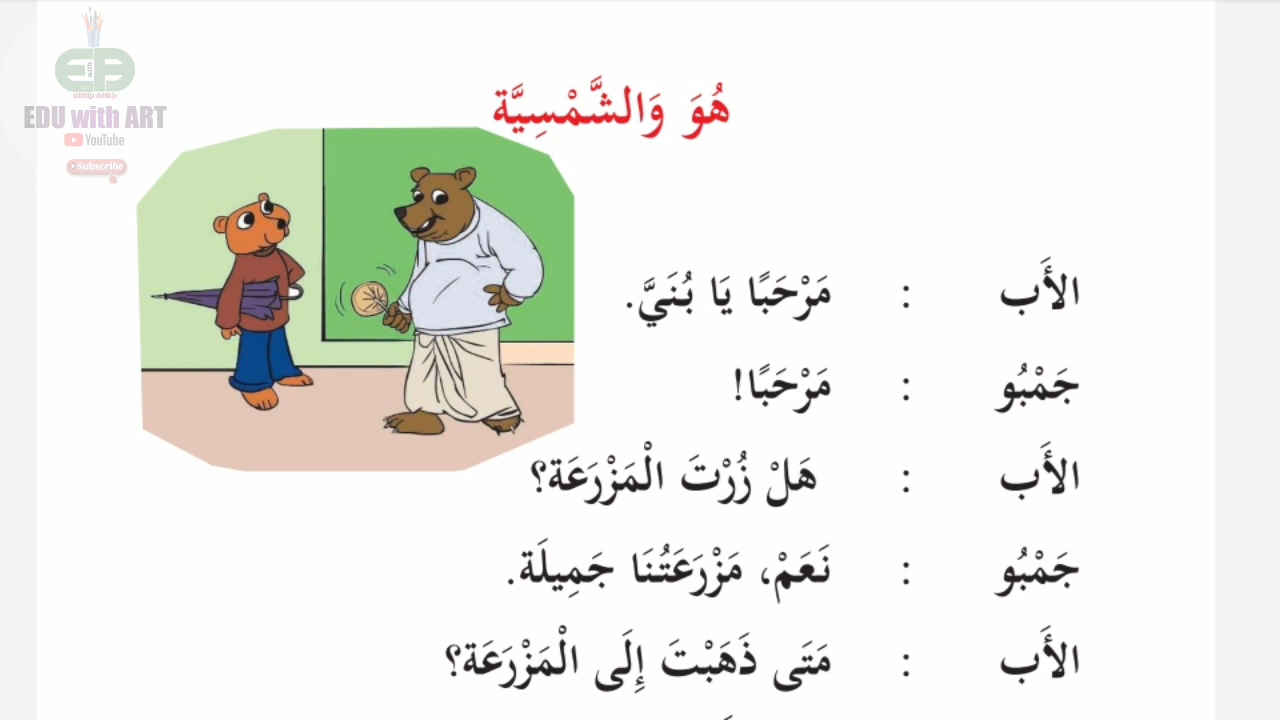 EDU with ART
YouTube
Subscribe
هُوَ وَالشَّمْسِيَّة
الأَب : مَرْحَبًا يَا بُنَيَّ.
جَمْبُو : مَرْحَبًا!
الأَب : هَلْ زُرْتَ الْمَزْرَعَة؟
جَمْبُو : نَعَمْ، مَزْرَعَتُنَا جَمِيلَة.
الأَب : مَتَى ذَهَبْتَ إِلَى الْمَزْرَعَة؟